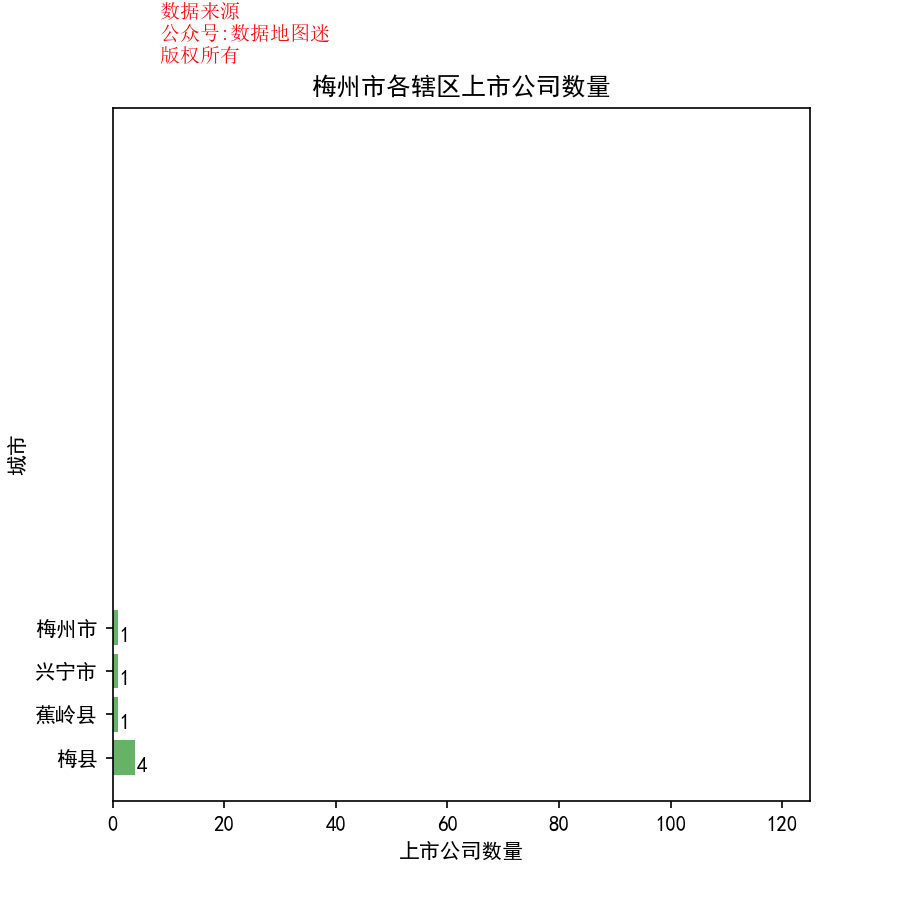 数据来源
公众号:数据地图迷
版权所有
梅州市各辖区上市公司数量
城市
梅州市 1
兴宁市 1
蕉岭县 1
梅县 4
0 20 40 60 80 100 120
上市公司数量